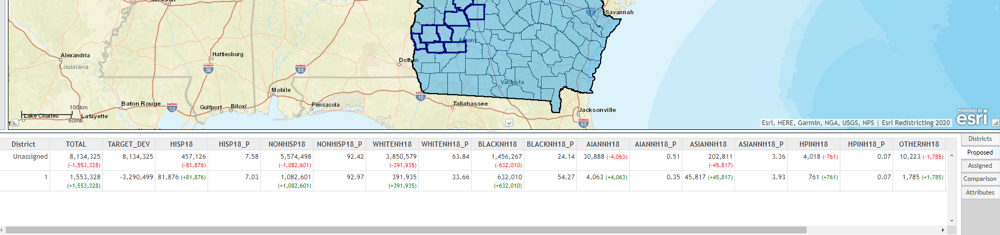 Jackson
Savannah
Albany
Alexandria
Louisiana
Hattiesburg
59
65
Dothan
Valdosta
Mobile
10
Baton Rouge
12
Gulfport
Biloxi
Pensacola
Tallahassee
Jacksonville
95
100km
Lake Charles
60mi
Lafayette
POWERED BY
esri
Esri, HERE, Garmin, NGA, USGS, NPS | Esri Redistricting 2020
District TOTAL TARGET_DEV HISP18 HISP18_P NONHISP18 NONHISP18_P WHITENH18 WHITENH18_P BLACKNH18 BLACKNH18_P AIANNH18 AIANNH18_P ASIANNH18 ASIANNH18_P HPINH18 HPINH18_P OTHERNH18
Unassigned 8,134,325 8,134,325 457,126 7.58 5,574,498 92.42 3,850,579 63.84 1,456,267 24.14 30,888 (-4,063) 0.51 202,811 3.36 4,018 (-761) 0.07 10,223 (-1,785)
(-1,553,328) (-81,876) (-1,082,601) (-391,935) (-632,010) (-45,817)
1 1,553,328 -3,290,499 81,876 (+81,876) 7.03 1,082,601 92.97 391,935 33.66 632,010 54.27 4,063 (+4,063) 0.35 45,817 (+45,817) 3.93 761 (+761) 0.07 1,785 (+1,785)
(+1,553,328) (+1,082,601) (+391,935) (+632,010)
Districts
Proposed
Assigned
Comparison
Attributes